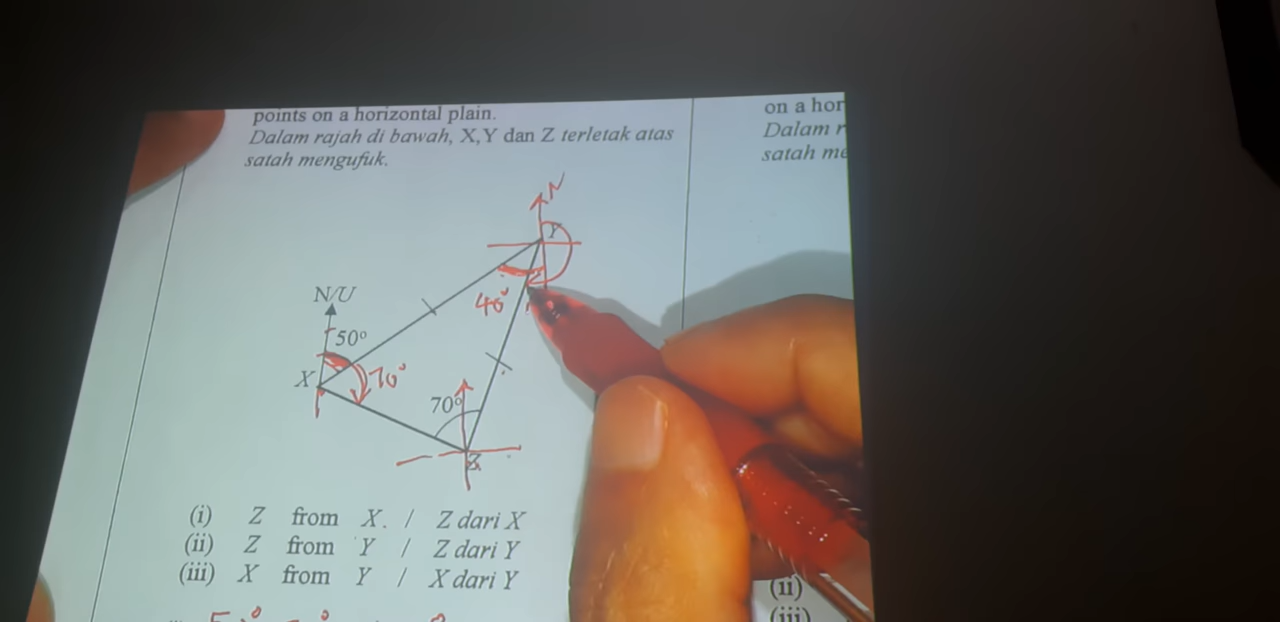 points on a horizontal plain.
Dalam rajah di bawah, X,Y dan Z terletak atas
satah mengufuk.
on a hor
Dalam r
satah me
N
Y
40°
N/U
50°
X
70°
70°
Z
(i) Z from X. / Z dari X
(ii) Z from Y / Z dari Y
(iii) X from Y / X dari Y
(ii)
(iii)